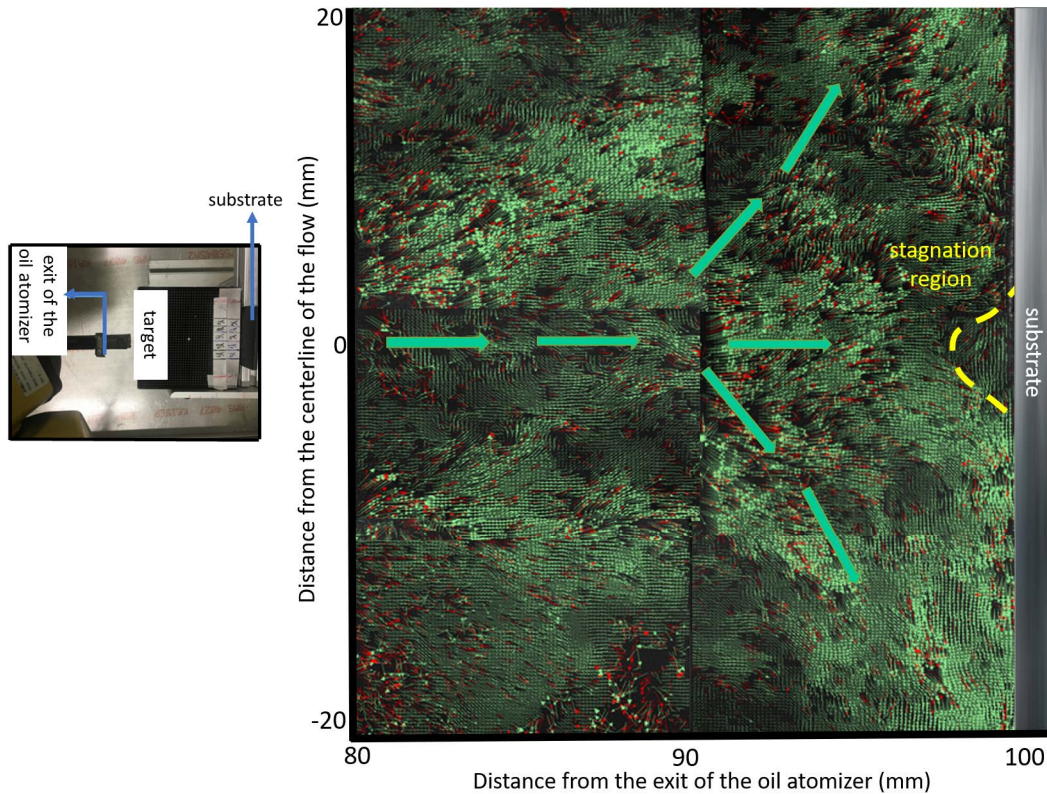 substrate
exit of the
oil atomizer
target
Distance from the centerline of the flow (mm)
20
0
-20
stagnation
region
substrate
80
90
100
Distance from the exit of the oil atomizer (mm)